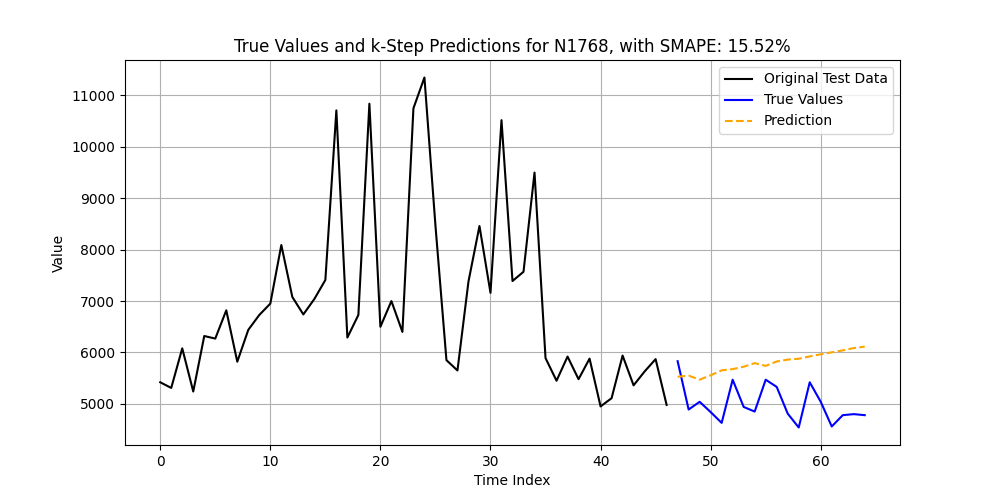 True Values and k-Step Predictions for N1768, with SMAPE: 15.52%
Original Test Data
True Values
Prediction
Value
11000
10000
9000
8000
7000
6000
5000
0 10 20 30 40 50 60
Time Index